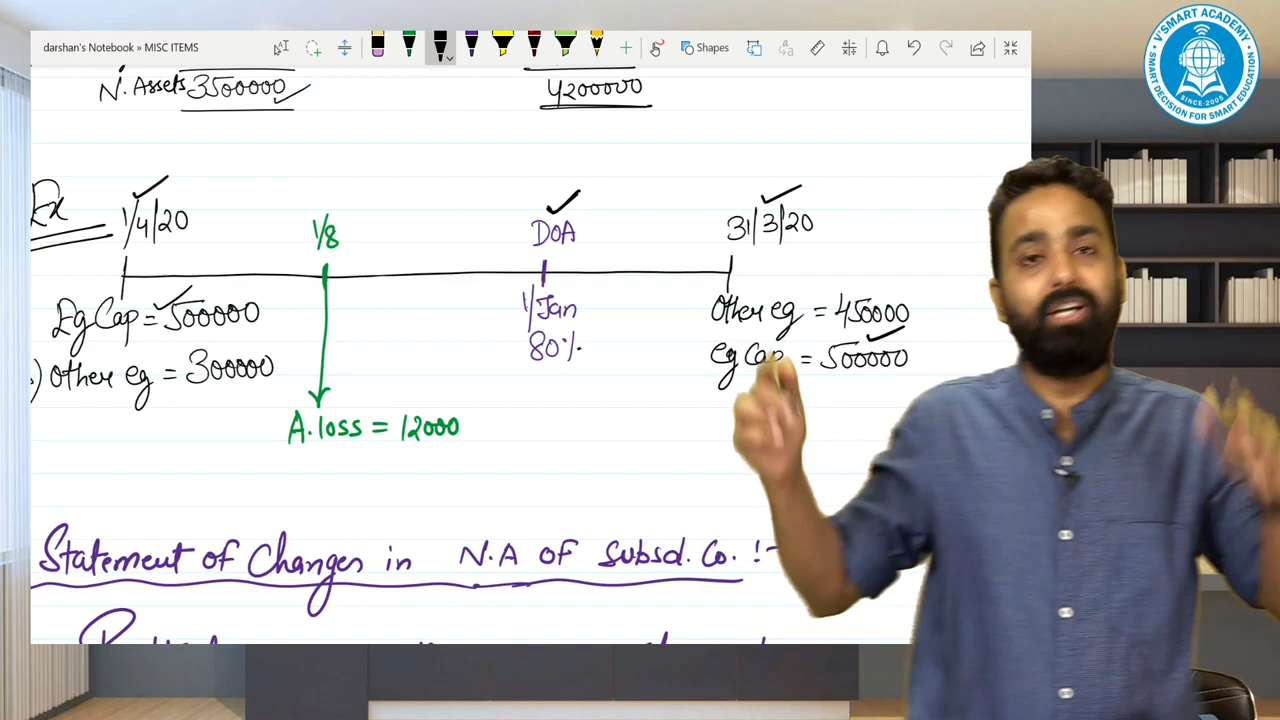 darshan's Notebook » MISC ITEMS
Shapes
N. Assets 3500000
4200000
Ex
1/4/20
1/8
DOA
31/3/20
Eq Cap = 500000
) Other eq = 300000
1/Jan
80%
Other eq = 450000
Eq Cap = 500000
A. loss = 12000
Statement of Changes in N.A of Subsd. Co. :-
V'SMART ACADEMY
SINCE-2005
SMART DECISION FOR SMART EDUCATION